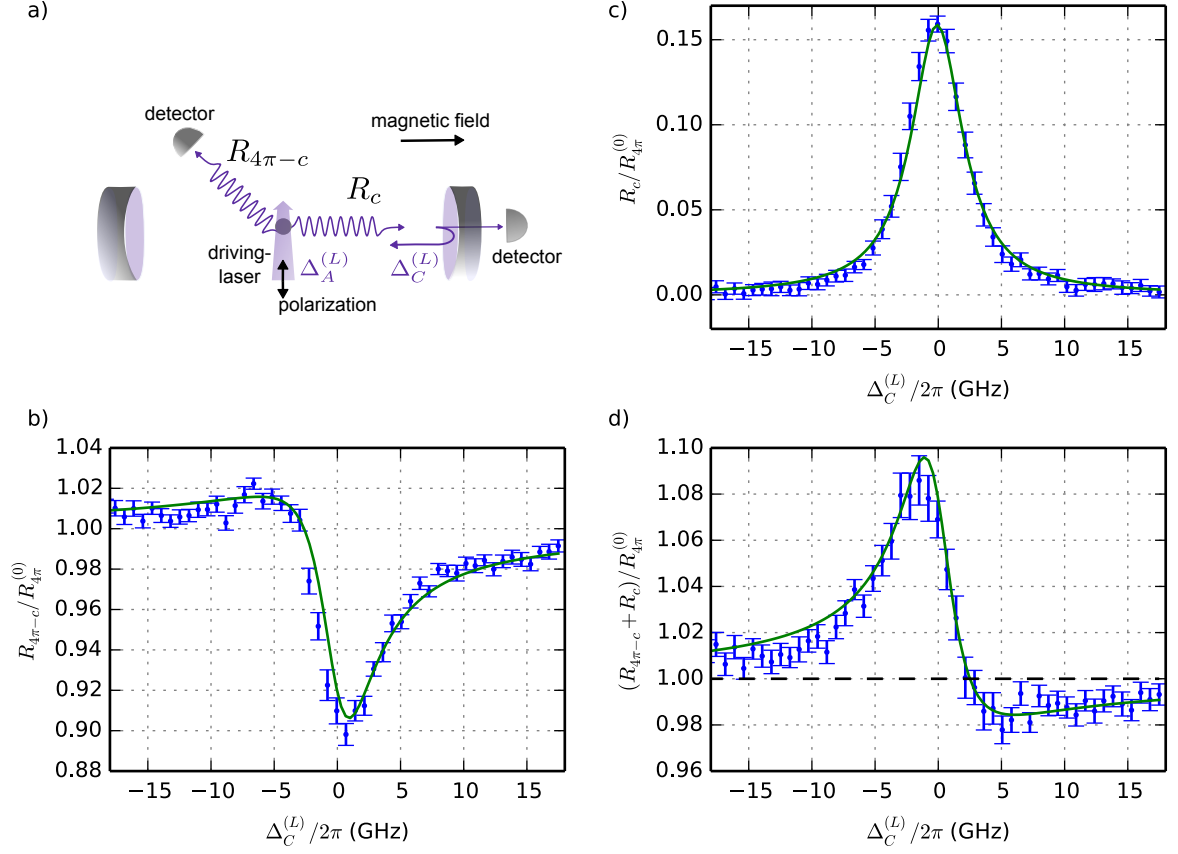 a)
detector
R_{4π−c}
magnetic field
R_c
driving-
laser
Δ_A^{(L)}
Δ_C^{(L)}
polarization
detector
c)
R_c/R_{4π}^{(0)}
0.15
0.10
0.05
0.00
−15 −10 −5 0 5 10 15
Δ_C^{(L)}/2π (GHz)
b)
R_{4π−c}/R_{4π}^{(0)}
1.04
1.02
1.00
0.98
0.96
0.94
0.92
0.90
0.88
−15 −10 −5 0 5 10 15
Δ_C^{(L)}/2π (GHz)
d)
(R_{4π−c} + R_c)/R_{4π}^{(0)}
1.10
1.08
1.06
1.04
1.02
1.00
0.98
0.96
−15 −10 −5 0 5 10 15
Δ_C^{(L)}/2π (GHz)